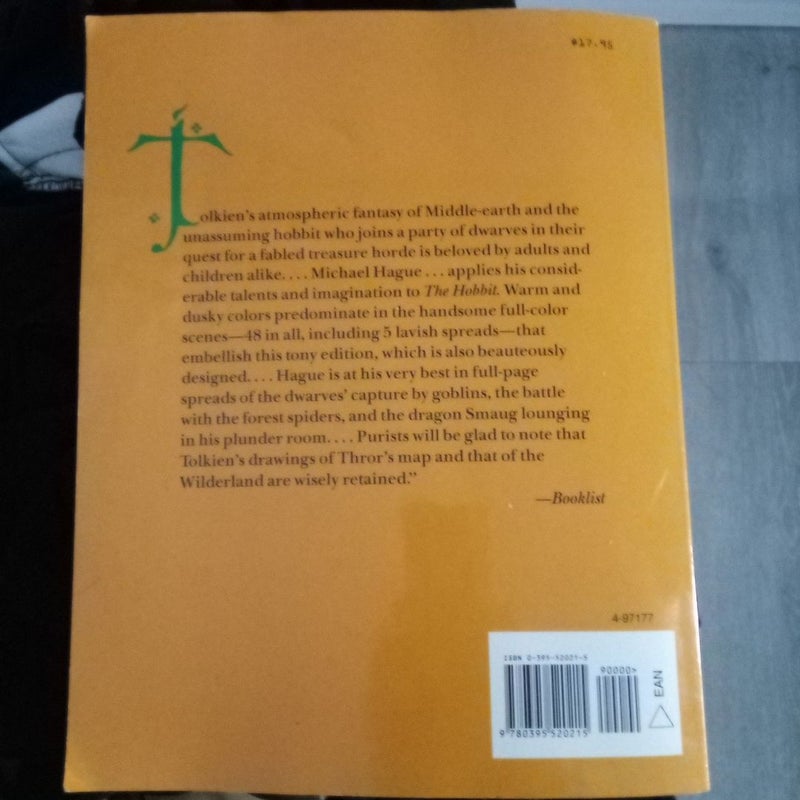 $17.95
Tolkien's atmospheric fantasy of Middle-earth and the
unassuming hobbit who joins a party of dwarves in their
quest for a fabled treasure horde is beloved by adults and
children alike. . . . Michael Hague . . . applies his consid-
erable talents and imagination to The Hobbit. Warm and
dusky colors predominate in the handsome full-color
scenes—48 in all, including 5 lavish spreads—that
embellish this tony edition, which is also beauteously
designed. . . . Hague is at his very best in full-page
spreads of the dwarves' capture by goblins, the battle
with the forest spiders, and the dragon Smaug lounging
in his plunder room. . . . Purists will be glad to note that
Tolkien's drawings of Thror's map and that of the
Wilderland are wisely retained.”
—Booklist
4-97177
ISBN 0-395-52021-5
90000>
EAN
9 780395 520215